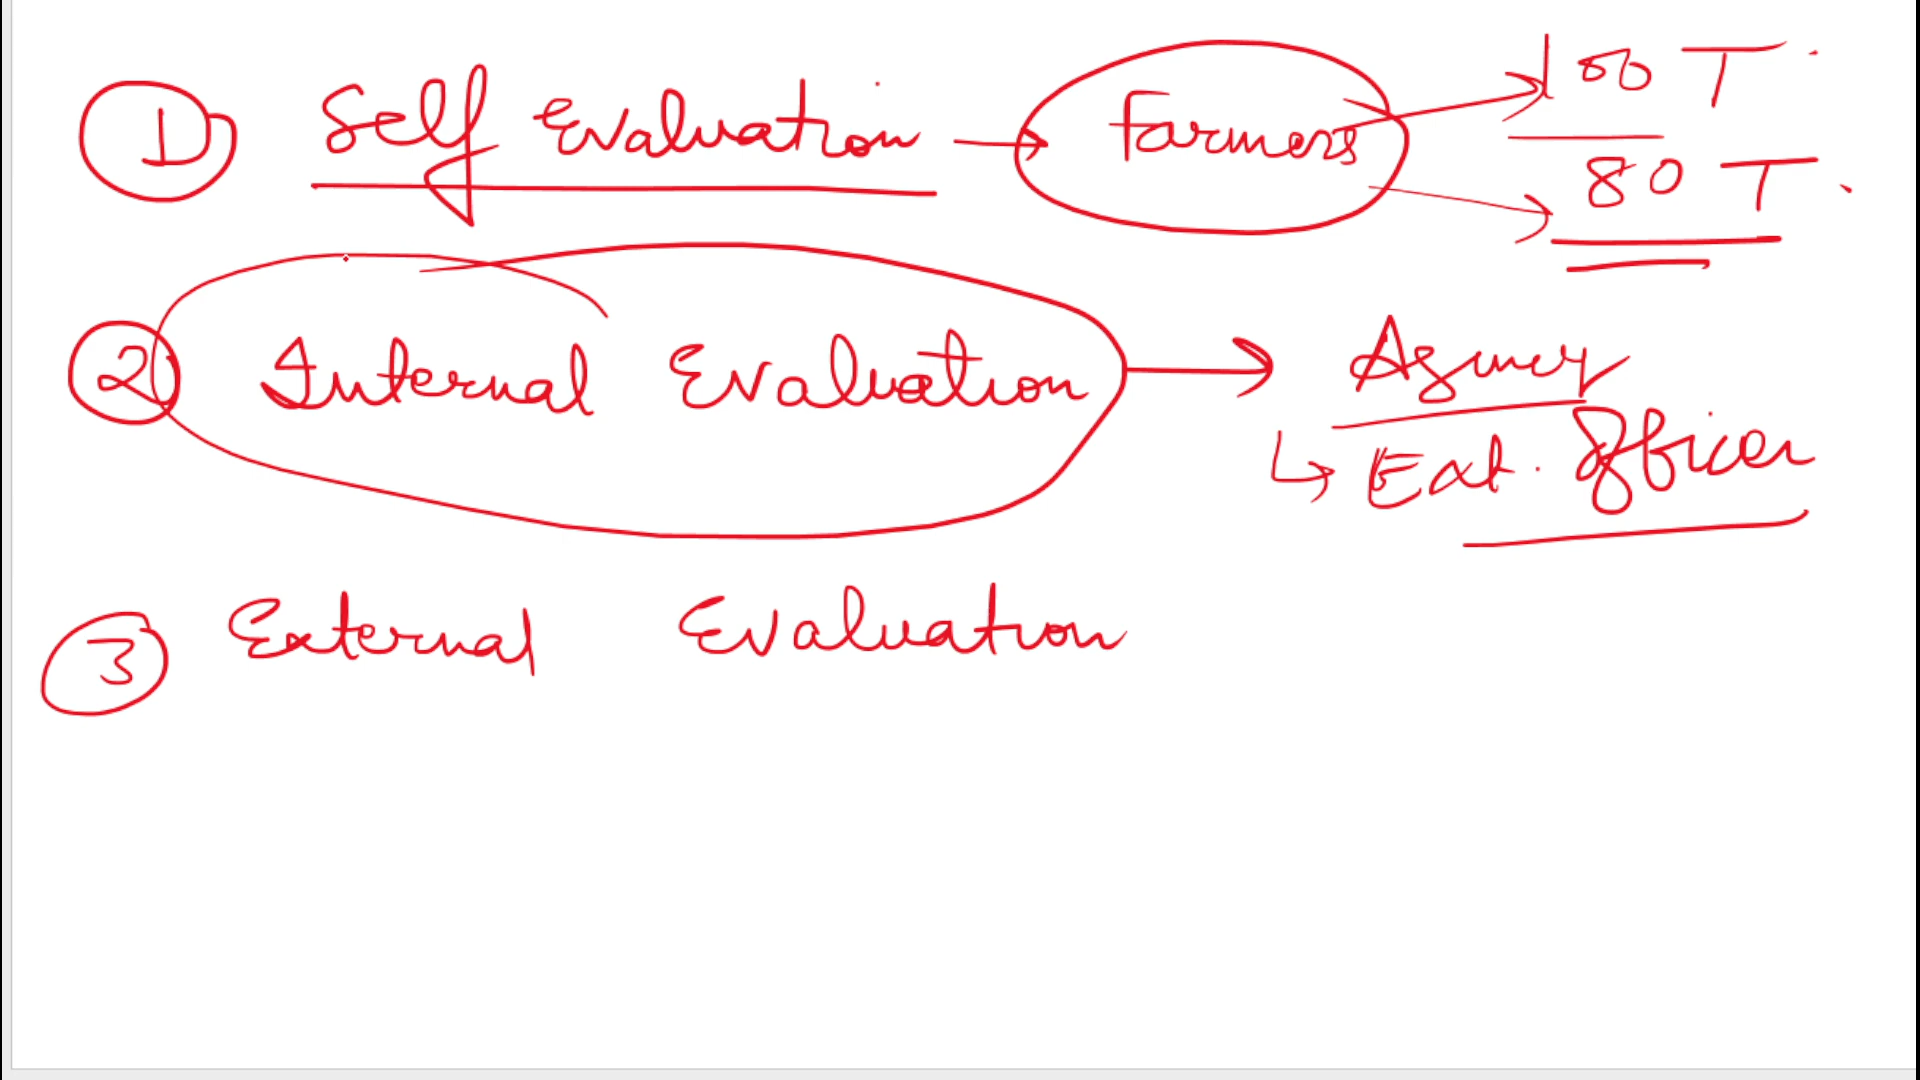 1 Self Evaluation → Farmers → 100 T.
→ 80 T.
2 Internal Evaluation → Agency
↳ Ext. Officer
3 External Evaluation